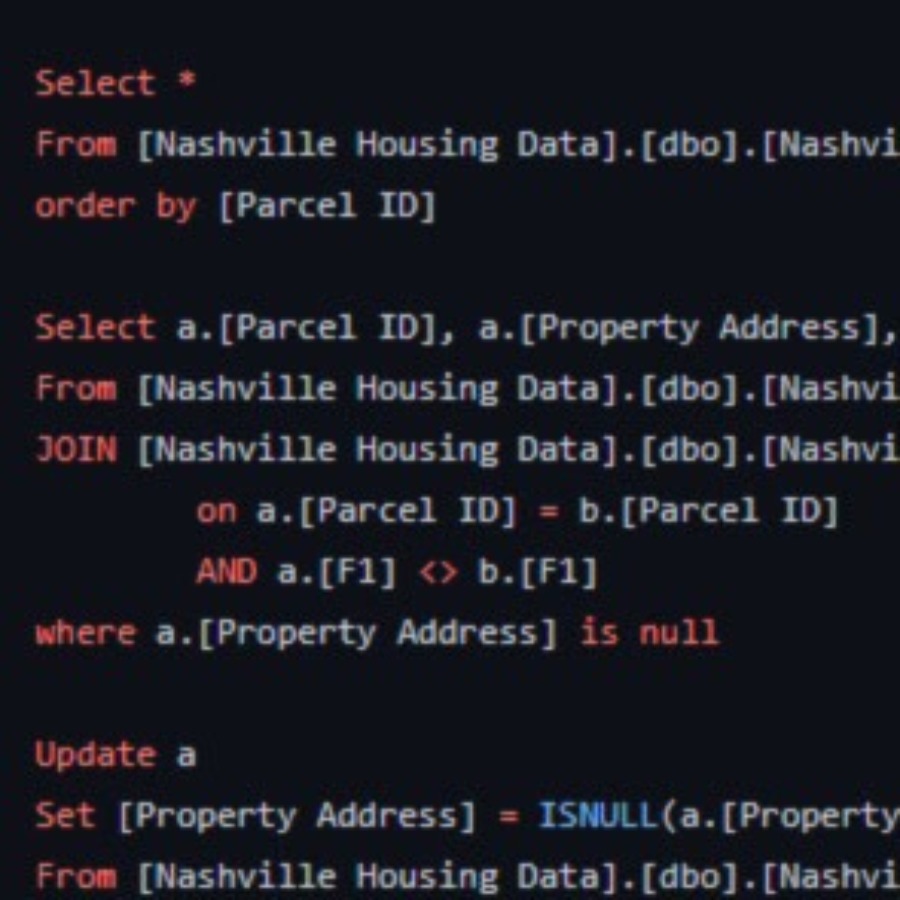 Select *
From [Nashville Housing Data].[dbo].[Nashvi
order by [Parcel ID]
Select a.[Parcel ID], a.[Property Address],
From [Nashville Housing Data].[dbo].[Nashvi
JOIN [Nashville Housing Data].[dbo].[Nashvi
on a.[Parcel ID] = b.[Parcel ID]
AND a.[F1] <> b.[F1]
where a.[Property Address] is null
Update a
Set [Property Address] = ISNULL(a.[Property
From [Nashville Housing Data].[dbo].[Nashvi